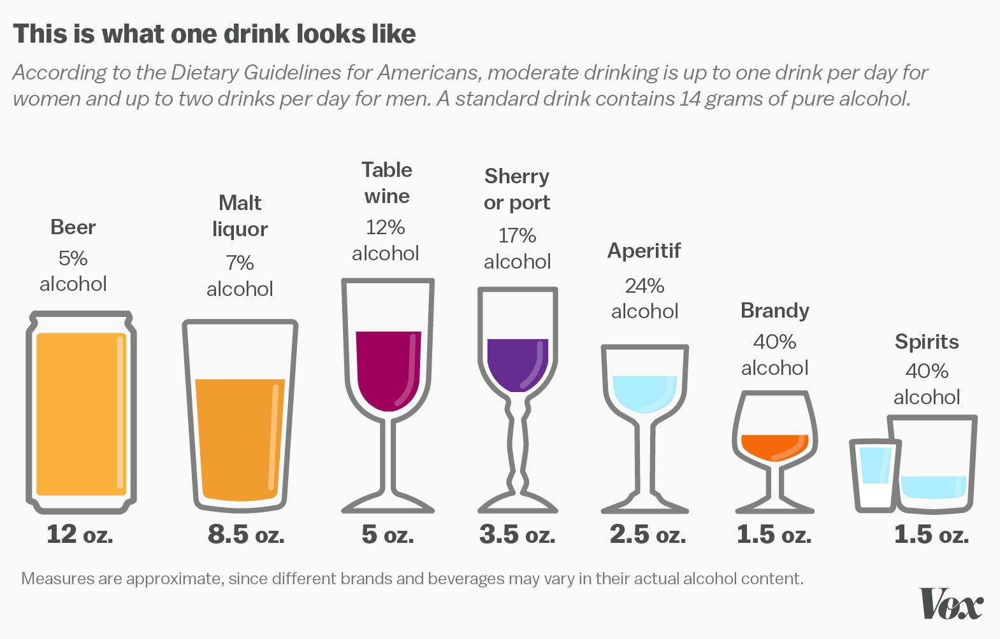 This is what one drink looks like
According to the Dietary Guidelines for Americans, moderate drinking is up to one drink per day for
women and up to two drinks per day for men. A standard drink contains 14 grams of pure alcohol.
Beer
5%
alcohol
12 oz.
Malt
liquor
7%
alcohol
8.5 oz.
Table
wine
12%
alcohol
5 oz.
Sherry
or port
17%
alcohol
3.5 oz.
Aperitif
24%
alcohol
2.5 oz.
Brandy
40%
alcohol
1.5 oz.
Spirits
40%
alcohol
1.5 oz.
Measures are approximate, since different brands and beverages may vary in their actual alcohol content.
Vox